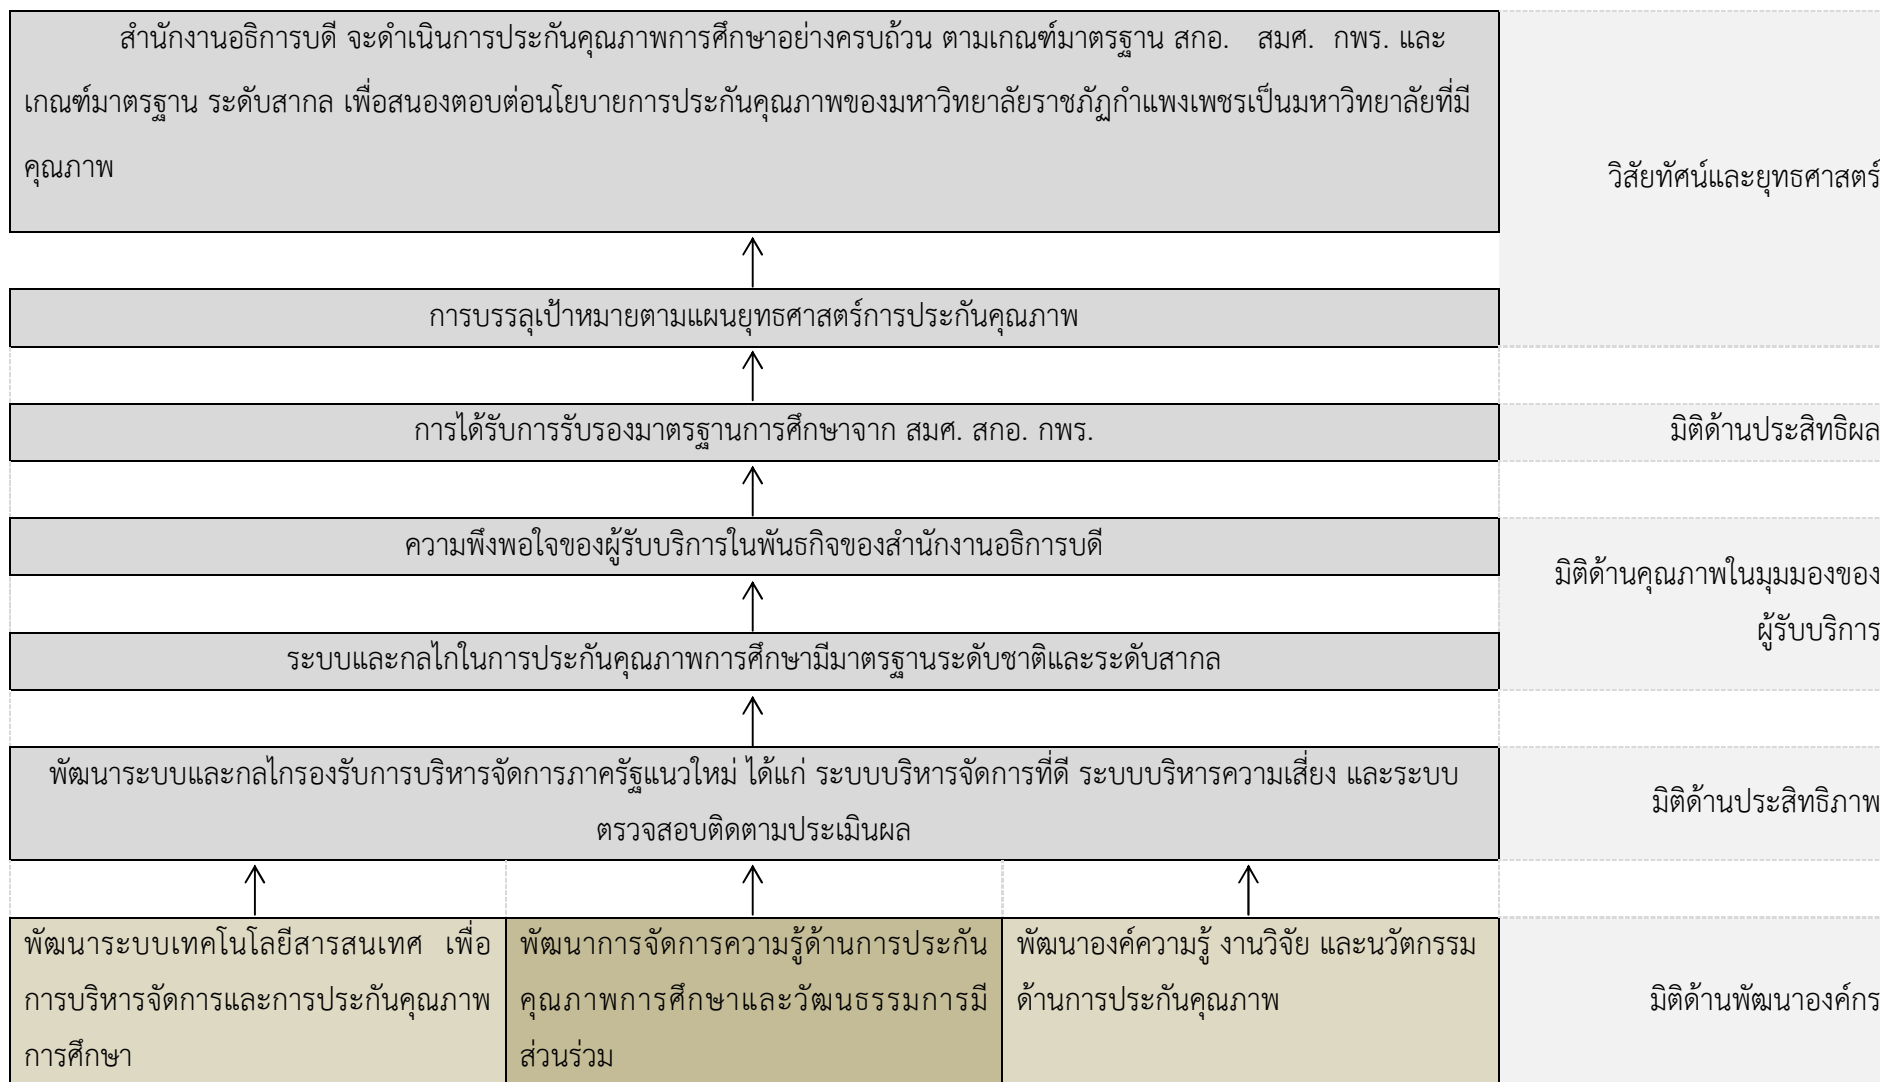 สำนักงานอธิการบดี จะดำเนินการประกันคุณภาพการศึกษาอย่างครบถ้วน ตามเกณฑ์มาตรฐาน สกอ. สมศ. กพร. และ
เกณฑ์มาตรฐาน ระดับสากล เพื่อสนองตอบต่อนโยบายการประกันคุณภาพของมหาวิทยาลัยราชภัฏกำแพงเพชรเป็นมหาวิทยาลัยที่มี
คุณภาพ
วิสัยทัศน์และยุทธศาสตร์
การบรรลุเป้าหมายตามแผนยุทธศาสตร์การประกันคุณภาพ
การได้รับการรับรองมาตรฐานการศึกษาจาก สมศ. สกอ. กพร.
มิติด้านประสิทธิผล
ความพึงพอใจของผู้รับบริการในพันธกิจของสำนักงานอธิการบดี
มิติด้านคุณภาพในมุมมองของ
ผู้รับบริการ
ระบบและกลไกในการประกันคุณภาพการศึกษามีมาตรฐานระดับชาติและระดับสากล
พัฒนาระบบและกลไกรองรับการบริหารจัดการภาครัฐแนวใหม่ ได้แก่ ระบบบริหารจัดการที่ดี ระบบบริหารความเสี่ยง และระบบ
ตรวจสอบติดตามประเมินผล
มิติด้านประสิทธิภาพ
พัฒนาระบบเทคโนโลยีสารสนเทศ เพื่อ
การบริหารจัดการและการประกันคุณภาพ
การศึกษา
พัฒนาการจัดการความรู้ด้านการประกัน
คุณภาพการศึกษาและวัฒนธรรมการมี
ส่วนร่วม
พัฒนาองค์ความรู้ งานวิจัย และนวัตกรรม
ด้านการประกันคุณภาพ
มิติด้านพัฒนาองค์กร